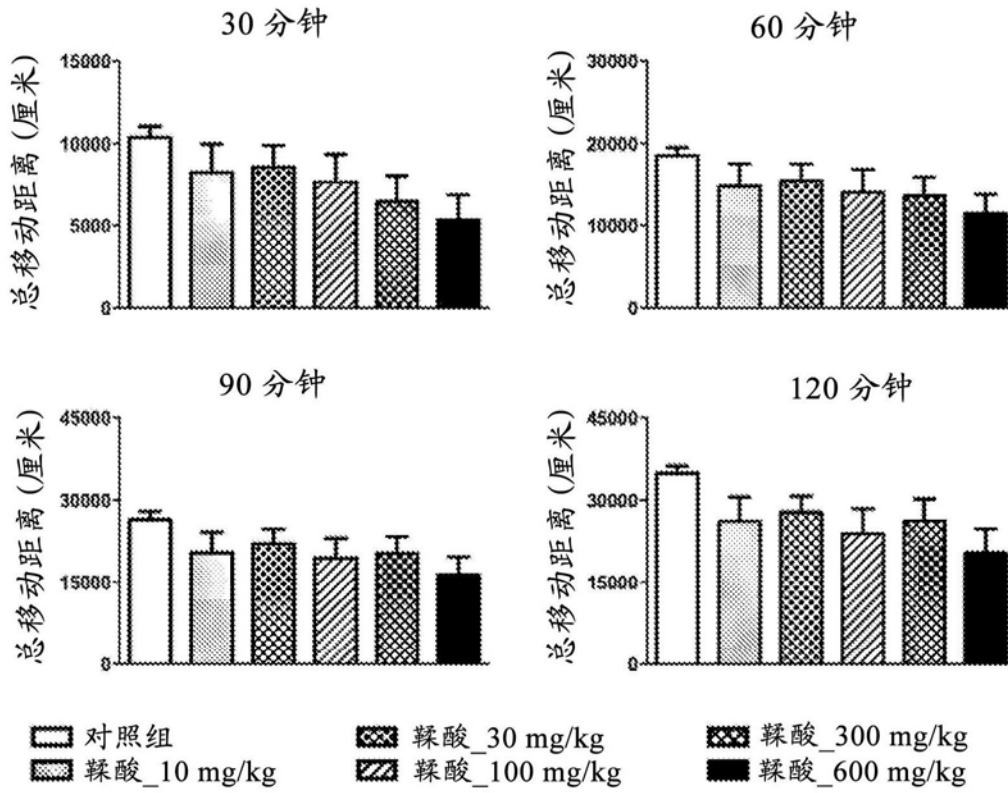 30 分钟
总移动距离 (厘米)
15000
10000
5000
0
60 分钟
总移动距离 (厘米)
30000
20000
10000
0
90 分钟
总移动距离 (厘米)
45000
30000
15000
0
120 分钟
总移动距离 (厘米)
45000
30000
15000
0
对照组
鞣酸_10 mg/kg
鞣酸_30 mg/kg
鞣酸_100 mg/kg
鞣酸_300 mg/kg
鞣酸_600 mg/kg